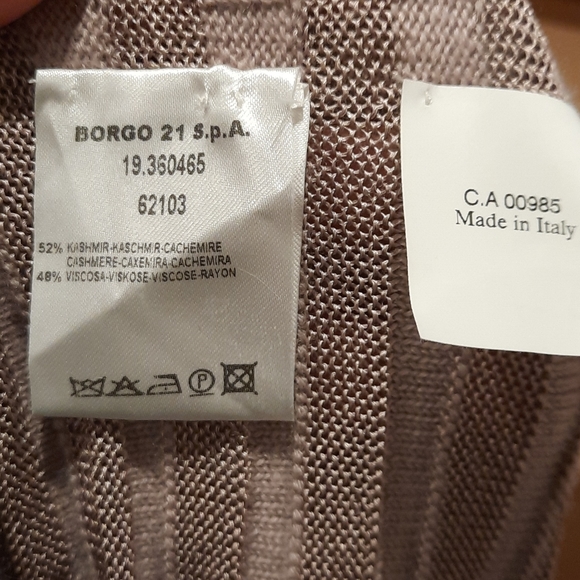 BORGO 21 S.p.A.
19.360465
62103
52% KASHMIR-KASCHMIR-CACHEMIRE
CASHMERE-CAXEMIRA-CACHEMIRA
48% VISCOSA-VISKOSE-VISCOSE-RAYON
P
C.A 00985
Made in Italy